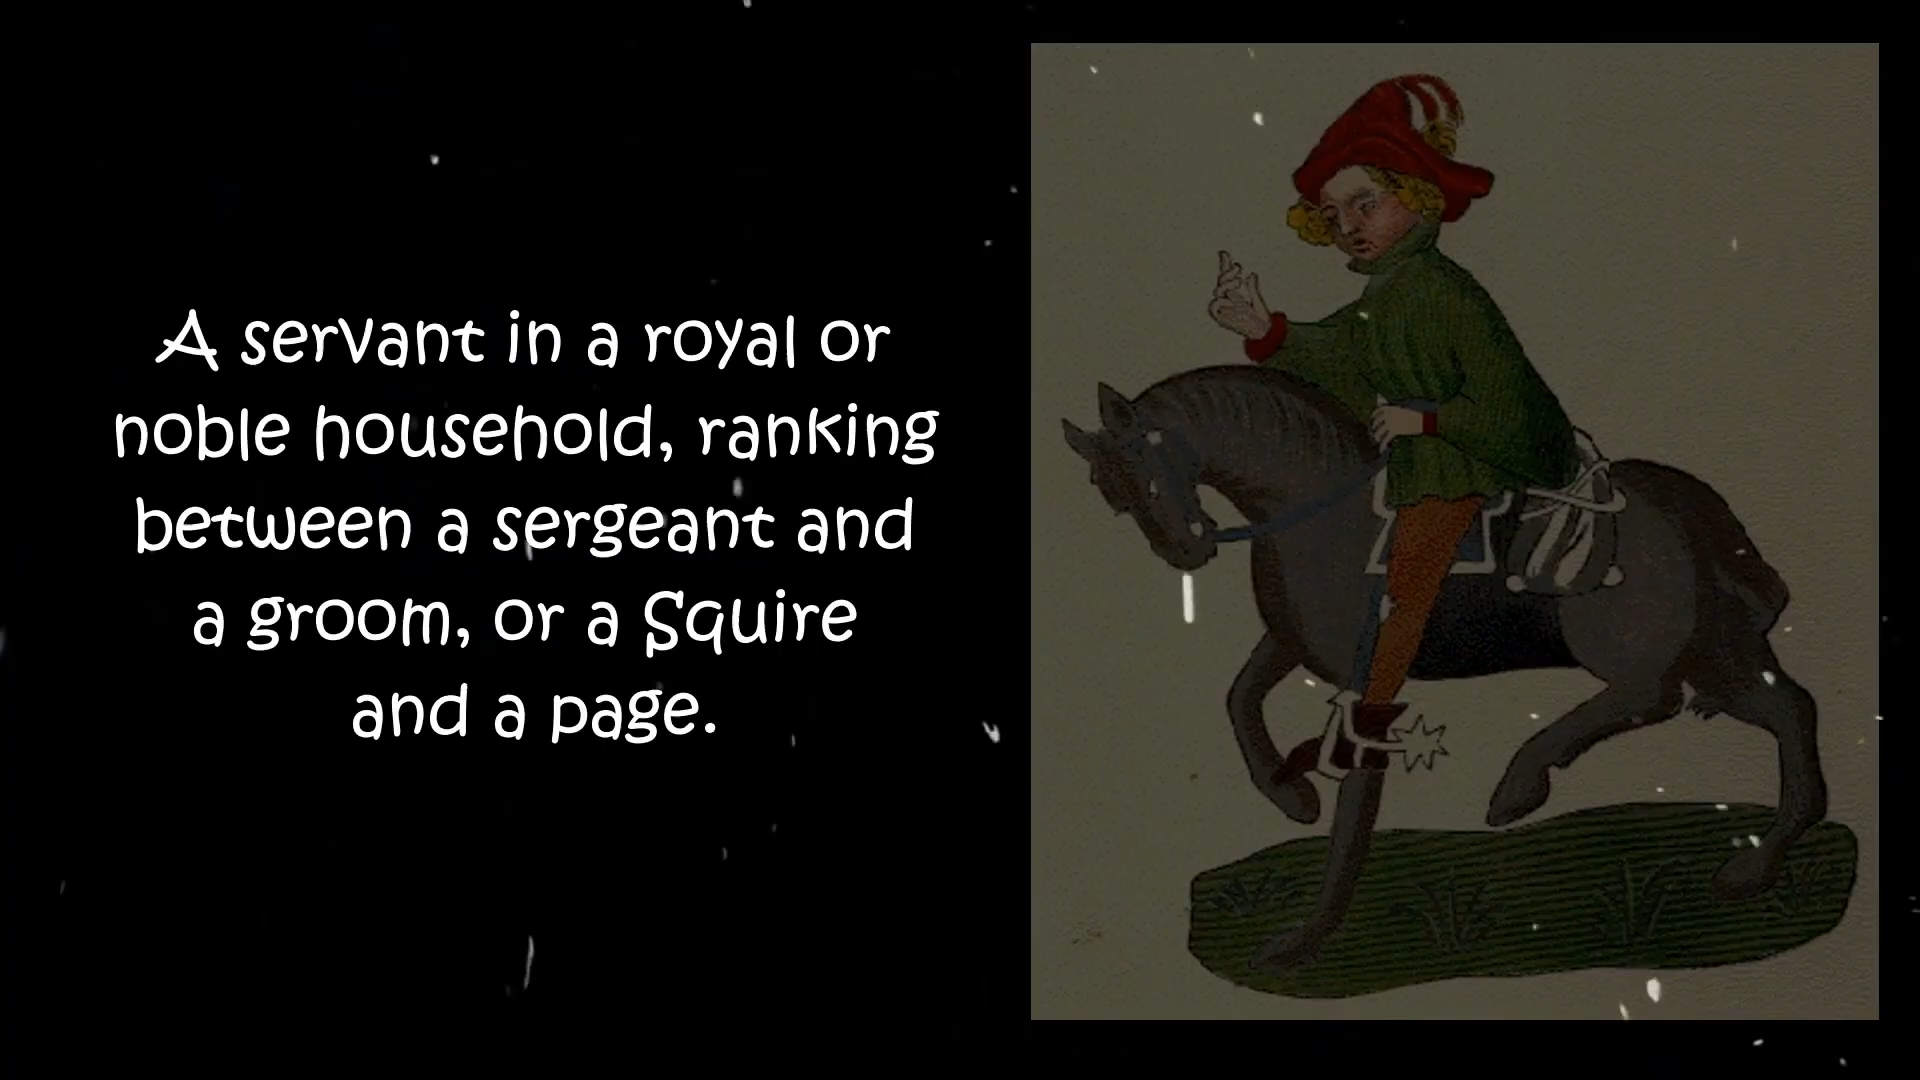 A servant in a royal or
noble household, ranking
between a sergeant and
a groom, or a Squire
and a page.